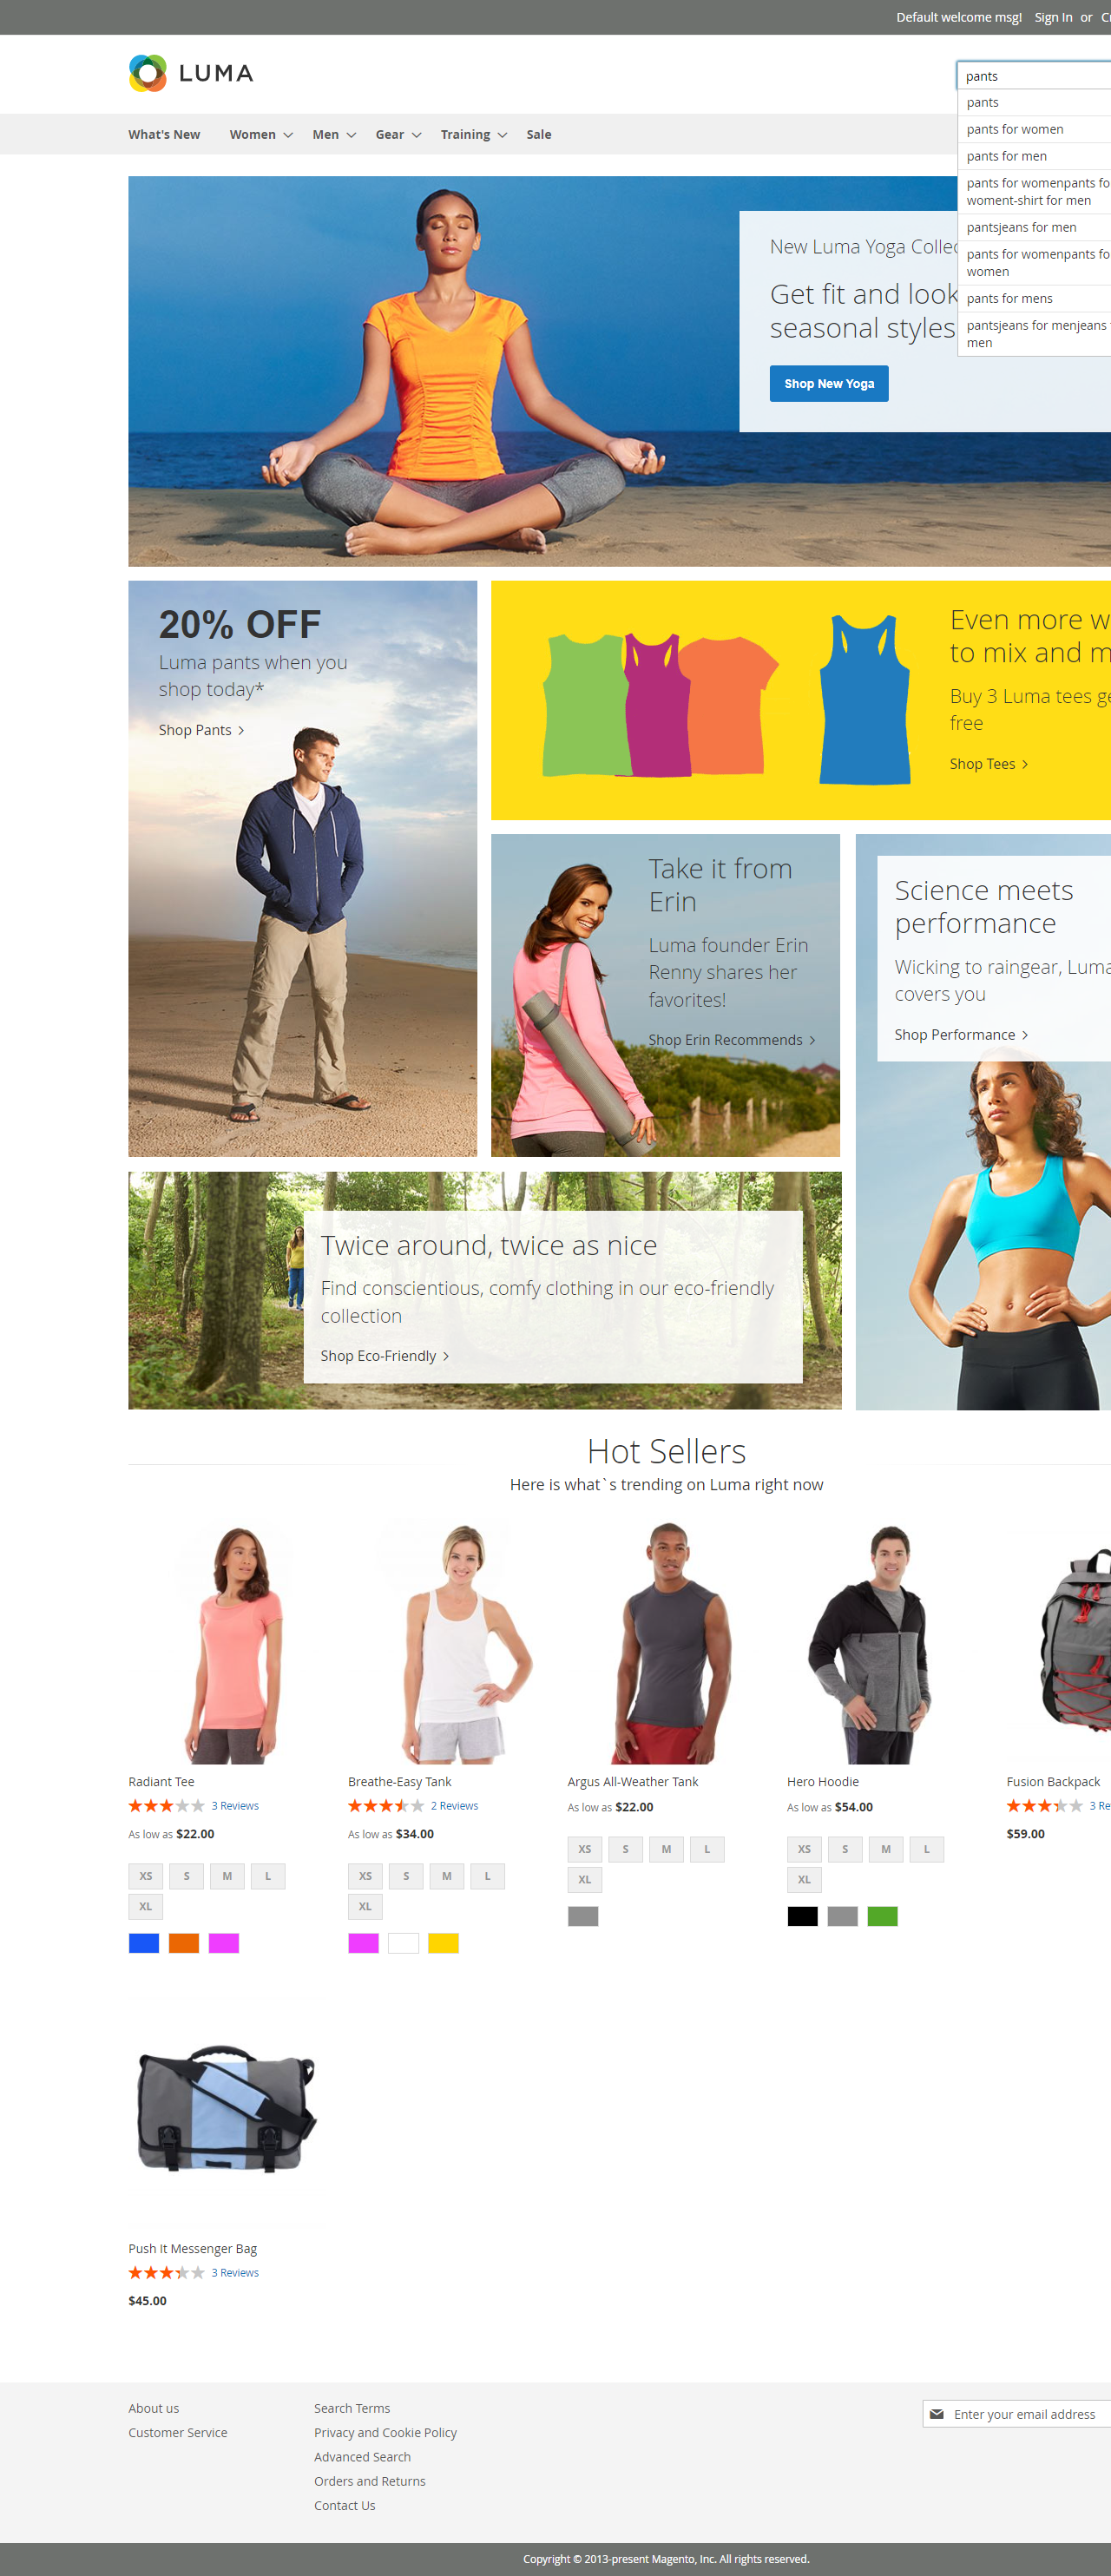 Default welcome msg! Sign In or
LUMA
pants
pants
pants for women
pants for men
pants for womenpants fo
woment-shirt for men
pantsjeans for men
pants for womenpants fo
women
pants for mens
pantsjeans for menjeans
men
What's New Women Men Gear Training Sale
New Luma Yoga Collec
Get fit and look
seasonal styles
Shop New Yoga
20% OFF
Luma pants when you
shop today*
Shop Pants >
Even more w
to mix and m
Buy 3 Luma tees ge
free
Shop Tees >
Take it from
Erin
Luma founder Erin
Renny shares her
favorites!
Shop Erin Recommends >
Science meets
performance
Wicking to raingear, Luma
covers you
Shop Performance >
Twice around, twice as nice
Find conscientious, comfy clothing in our eco-friendly
collection
Shop Eco-Friendly >
Hot Sellers
Here is what`s trending on Luma right now
Radiant Tee
3 Reviews
As low as $22.00
XS S M L
XL
Breathe-Easy Tank
2 Reviews
As low as $34.00
XS S M L
XL
Argus All-Weather Tank
As low as $22.00
XS S M L
XL
Hero Hoodie
As low as $54.00
XS S M L
XL
Fusion Backpack
3 Re
$59.00
Push It Messenger Bag
3 Reviews
$45.00
About us
Customer Service
Search Terms
Privacy and Cookie Policy
Advanced Search
Orders and Returns
Contact Us
Enter your email address
Copyright © 2013-present Magento, Inc. All rights reserved.